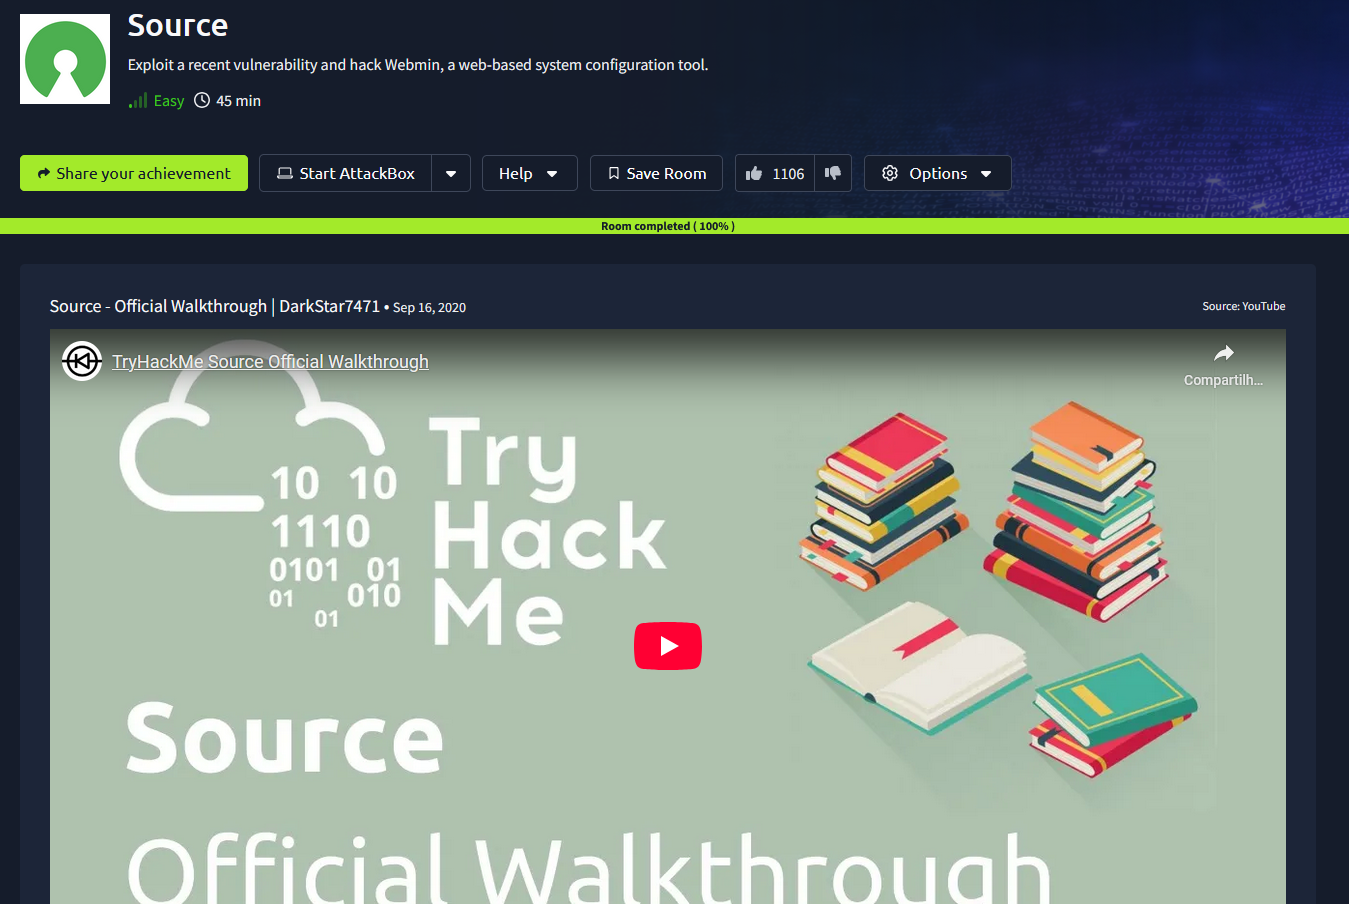 Source
Exploit a recent vulnerability and hack Webmin, a web-based system configuration tool.
Easy 45 min
Share your achievement Start AttackBox Help Save Room 1106 Options
Room completed ( 100% )
Source - Official Walkthrough | DarkStar7471 • Sep 16, 2020 Source: YouTube
TryHackMe Source Official Walkthrough
Compartilh...
10 10
1110
0101 01
01 010
01
Try
Hack
Me
Source
Official Walkthrough